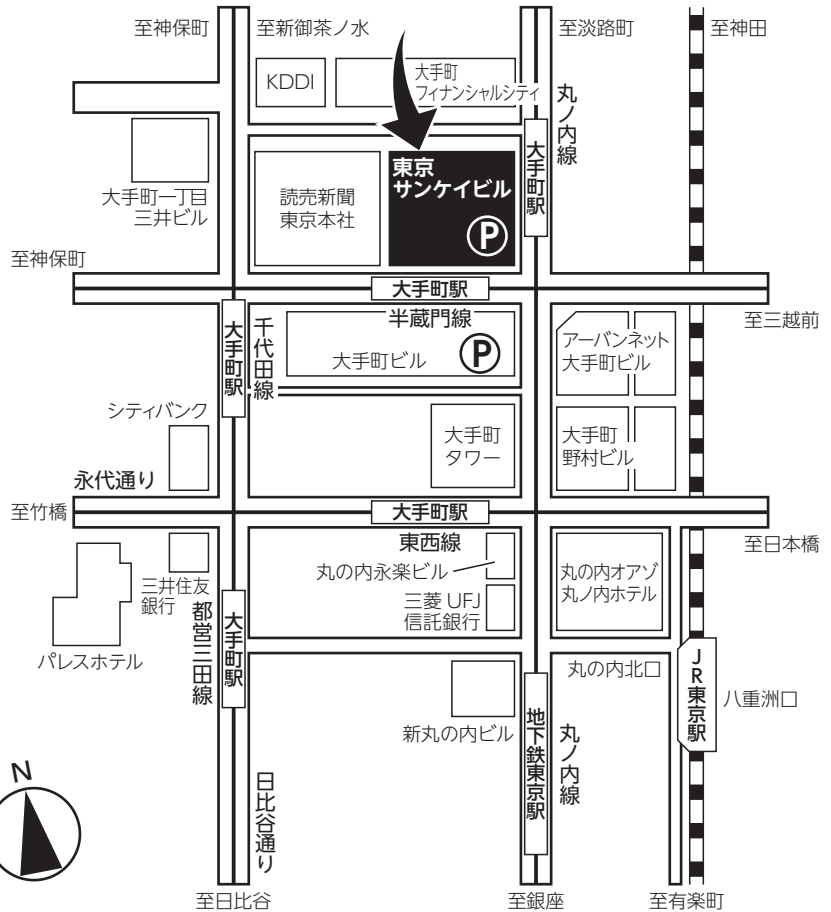 至神保町
至新御茶ノ水
至淡路町
至神田
KDDI
大手町
フィナンシャルシティ
丸ノ内線
大手町駅
大手町一丁目
三井ビル
読売新聞
東京本社
東京
サンケイビル
P
至神保町
大手町駅
至三越前
大手町駅
千代田線
半蔵門線
大手町ビル
P
アーバンネット
大手町ビル
シティバンク
大手町
タワー
大手町
野村ビル
永代通り
至竹橋
大手町駅
至日本橋
東西線
丸の内永楽ビル
三菱 UFJ
信託銀行
丸の内オアゾ
丸ノ内ホテル
三井住友
銀行
パレスホテル
都営三田線
大手町駅
丸の内北口
JR東京駅
八重洲口
新丸の内ビル
地下鉄東京駅
丸ノ内線
N
日比谷通り
至日比谷
至銀座
至有楽町